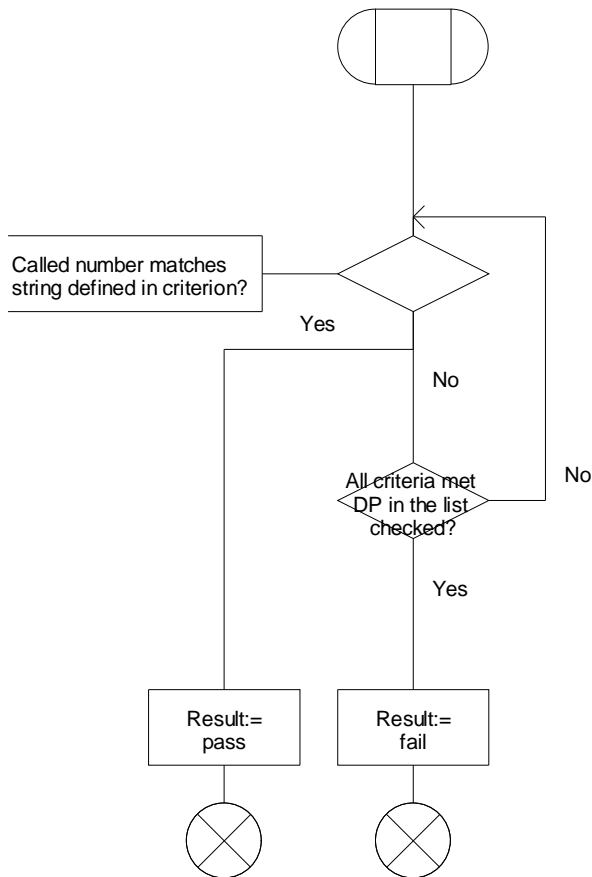 Called number matches
string defined in criterion?
Yes
No
All criteria met
DP in the list
checked?
No
Yes
Result:=
pass
Result:=
fail